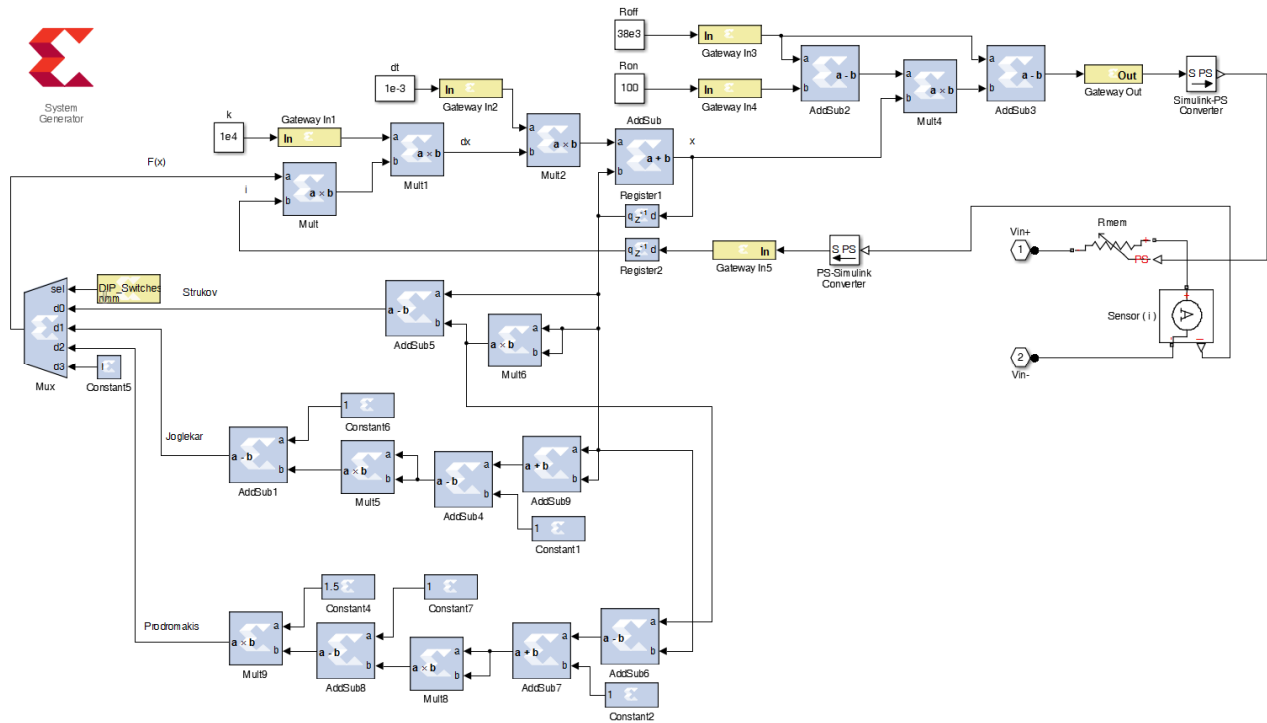 System
Generator
Roff
38e3
In
Gateway In3
Ron
100
In
Gateway In4
a
b
a - b
AddSub2
a
b
a × b
Mult4
a
b
a - b
AddSub3
Out
Gateway Out
S PS
Simulink-PS
Converter
dt
1e-3
In
Gateway In2
k
1e4
Gateway In1
In
a
b
a × b
Mult1
dx
a
b
a × b
Mult2
AddSub
a
b
a + b
x
Register1
q z⁻¹ d
q z⁻¹ d
Register2
F(x)
i
a
b
a × b
Mult
In
Gateway In5
S PS
PS-Simulink
Converter
Vin+
1
Rmem
+
-
PS
Sensor ( i )
A
+
-
I
2
Vin-
sel
d0
d1
d2
d3
Mux
DIP_Switches
Strukov
Constant5
a
b
a - b
AddSub5
a
b
a × b
Mult6
Joglekar
1
Constant6
a
b
a - b
AddSub1
a
b
a × b
Mult5
a
b
a - b
AddSub4
a
b
a + b
AddSub9
1
Constant1
Prodromakis
1.5
Constant4
1
Constant7
a
b
a × b
Mult9
a
b
a - b
AddSub8
a
b
a × b
Mult8
a
b
a + b
AddSub7
a
b
a - b
AddSub6
1
Constant2